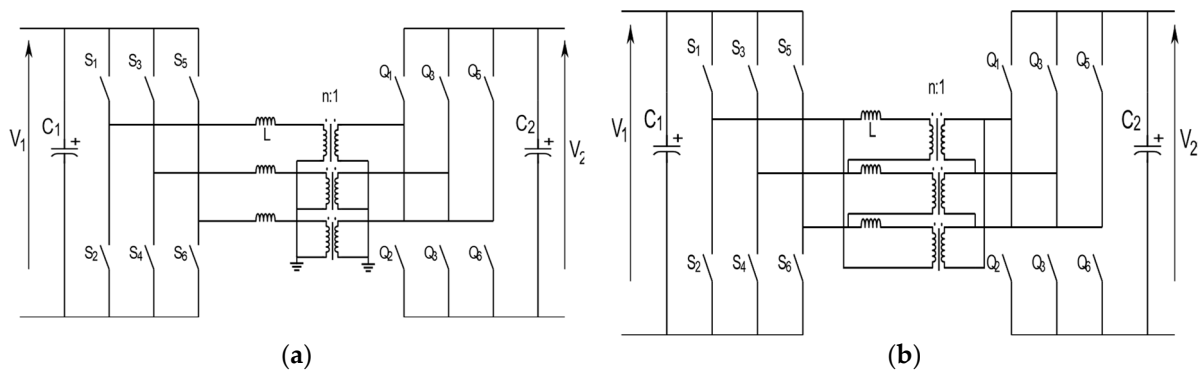 S1 S3 S5 Q1 Q3 Q5
n:1
V1 C1 + L C2 + V2
S2 S4 S6 Q2 Q3 Q6
(a)
S1 S3 S5 Q1 Q3 Q5
n:1
V1 C1 + L C2 + V2
S2 S4 S6 Q2 Q3 Q6
(b)